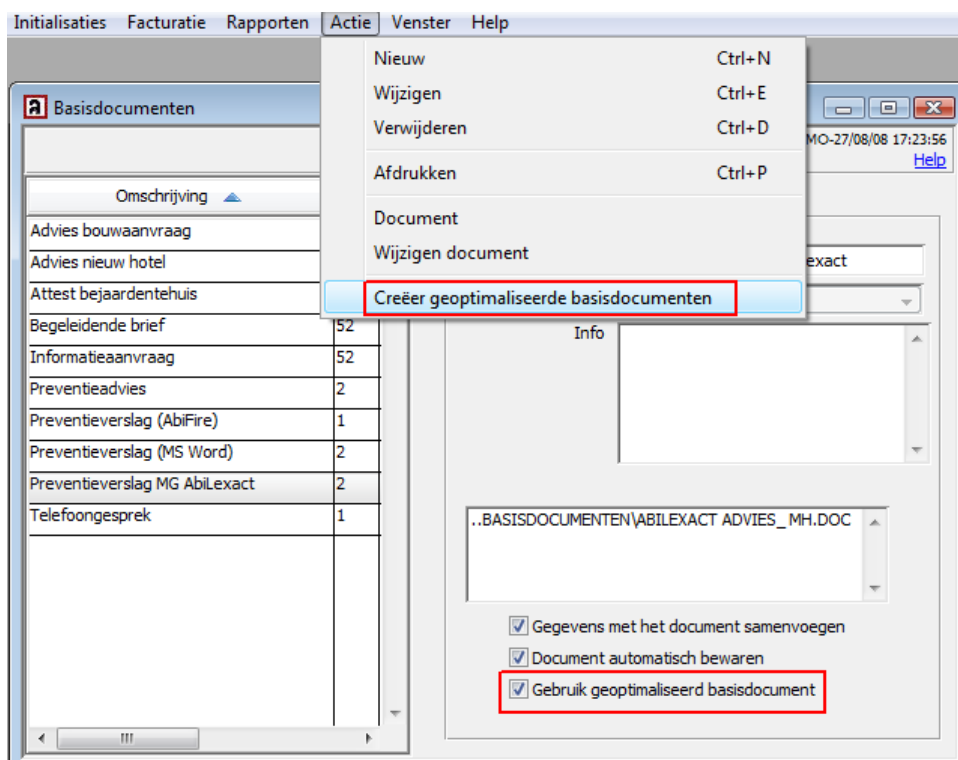 Initialisaties Facturatie Rapporten Actie Venster Help
Nieuw Ctrl+N
Wijzigen Ctrl+E
Verwijderen Ctrl+D
Afdrukken Ctrl+P
Document
Wijzigen document
Creëer geoptimaliseerde basisdocumenten
a Basisdocumenten
MO-27/08/08 17:23:56
Help
Omschrijving
Advies bouwaanvraag
Advies nieuw hotel
Attest bejaardentehuis
Begeleidende brief 52
Informatieaanvraag 52
Preventieadvies 2
Preventieverslag (AbiFire) 1
Preventieverslag (MS Word) 2
Preventieverslag MG AbiLexact 2
Telefoongesprek 1
exact
Info
..BASISDOCUMENTEN\ABILEXACT ADVIES_MH.DOC
Gegevens met het document samenvoegen
Document automatisch bewaren
Gebruik geoptimaliseerd basisdocument